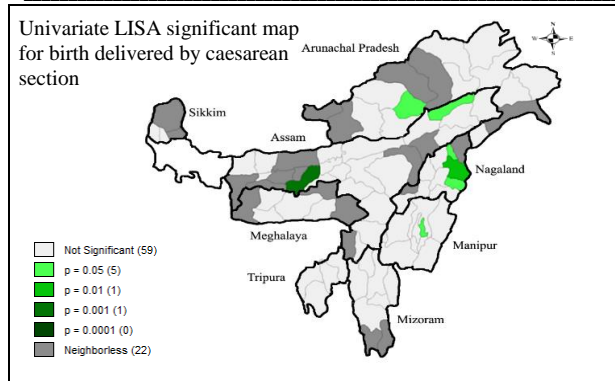 Univariate LISA significant map
for birth delivered by caesarean
section
Arunachal Pradesh
W E
Sikkim
Assam
Nagaland
Meghalaya
Manipur
Tripura
Mizoram
Not Significant (59)
p = 0.05 (5)
p = 0.01 (1)
p = 0.001 (1)
p = 0.0001 (0)
Neighborless (22)